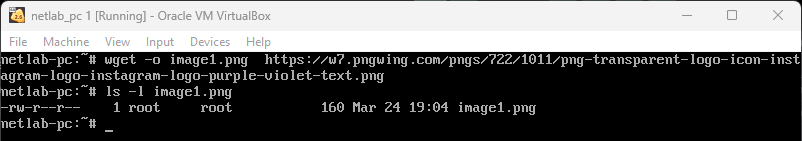 netlab_pc 1 [Running] - Oracle VM VirtualBox
File Machine View Input Devices Help
netlab-pc:~# wget -o image1.png  https://w7.pngwing.com/pngs/722/1011/png-transparent-logo-icon-inst
agram-logo-instagram-logo-purple-violet-text.png
netlab-pc:~# ls -l image1.png
-rw-r--r--    1 root     root           160 Mar 24 19:04 image1.png
netlab-pc:~# _